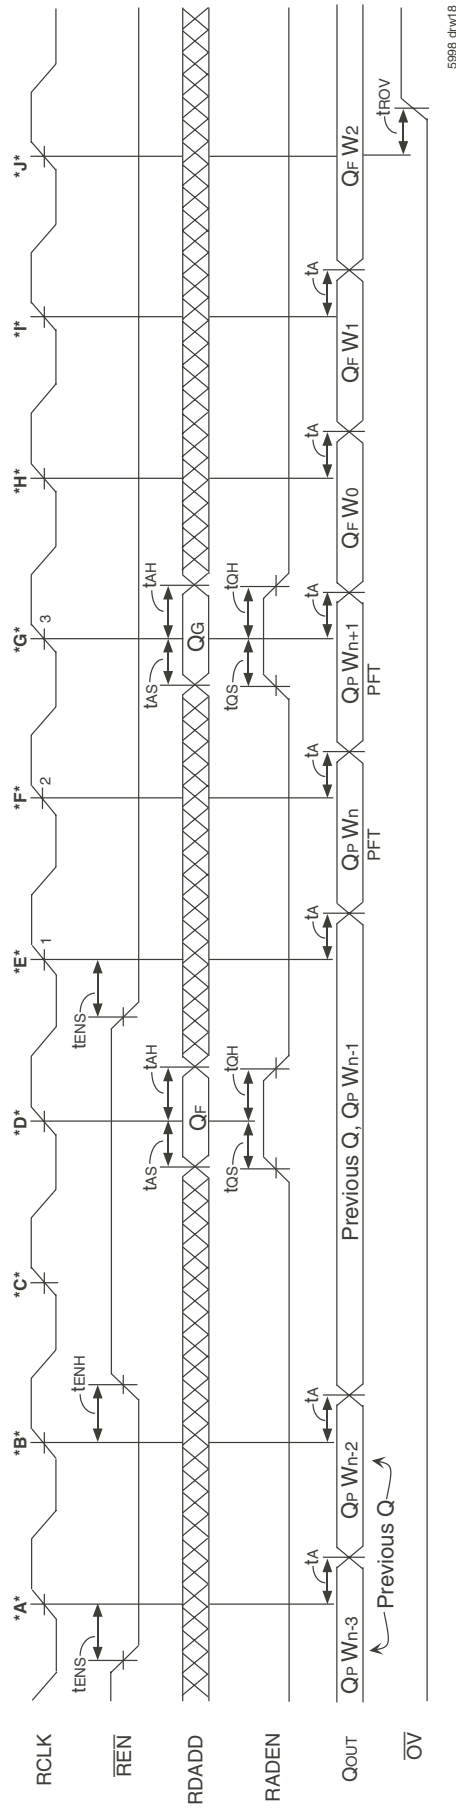 *A* *B* *C* *D* *E* *F* *G* *H* *I* *J*
RCLK 1 2 3
tENS tENH tENS
REN
tAS tAH tAS tAH
RDADD QF QG
tQS tQH tQS tQH
RADEN
tA tA tA tA tA tA tA tA
QOUT QP Wn-3 QP Wn-2 Previous Q, QP Wn-1 QP Wn QP Wn+1 QF W0 QF W1 QF W2
Previous Q PFT PFT
tROV
OV
5998 drw18